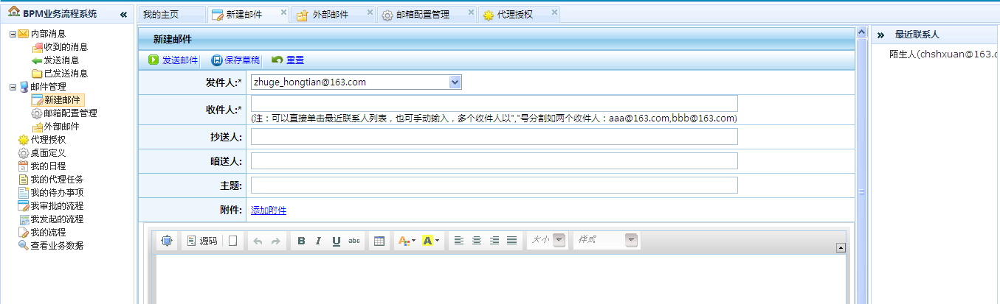 BPM业务流程系统 «
内部消息
收到的消息
发送消息
已发送消息
邮件管理
新建邮件
邮箱配置管理
外部邮件
代理授权
桌面定义
我的日程
我的代理任务
我的待办事项
我审批的流程
我发起的流程
我的流程
查看业务数据
我的主页 新建邮件 外部邮件 邮箱配置管理 代理授权
新建邮件
发送邮件 保存草稿 重置
发件人:* zhuge_hongtian@163.com
收件人:*
(注：可以直接单击最近联系人列表，也可手动输入，多个收件人以","号分割如两个收件人：aaa@163.com,bbb@163.com)
抄送人:
暗送人:
主题:
附件: 添加附件
源码 B I U abc A A 大小 样式
» 最近联系人
陌生人(chshxuan@163.c